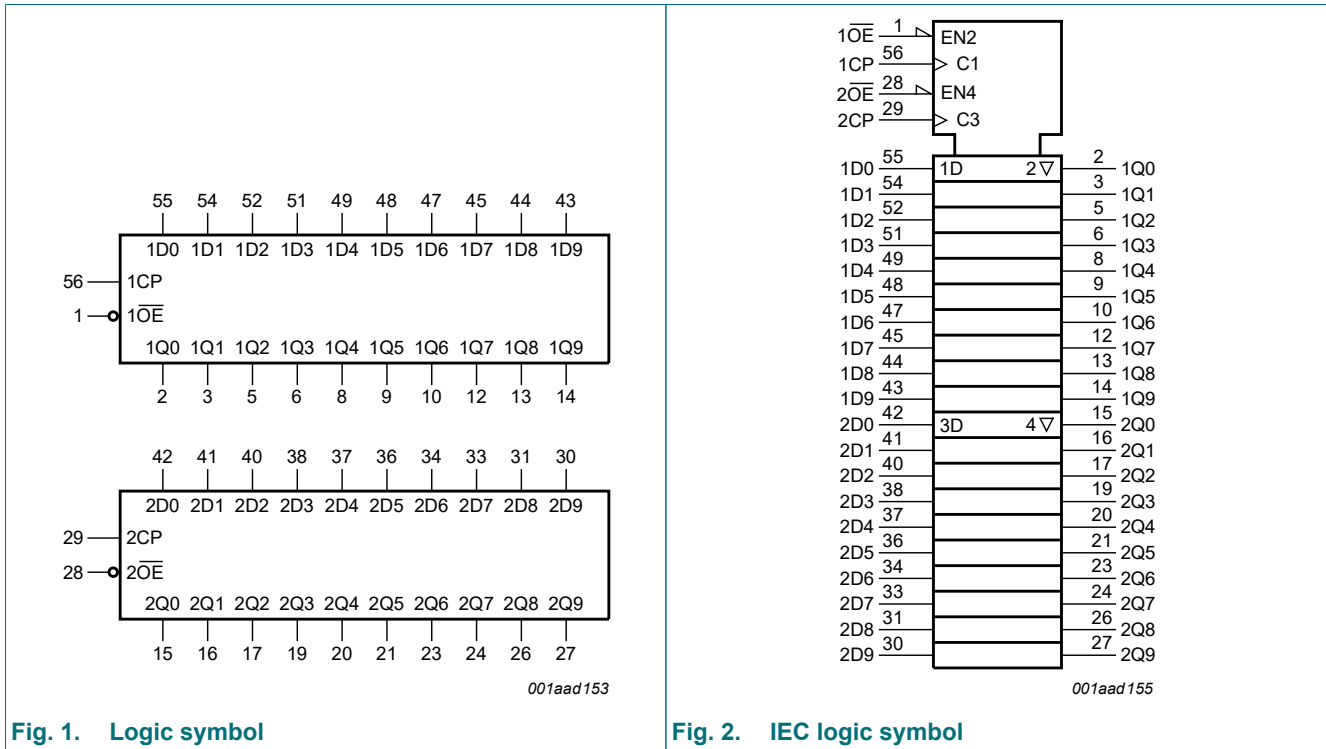 55 54 52 51 49 48 47 45 44 43
1D0 1D1 1D2 1D3 1D4 1D5 1D6 1D7 1D8 1D9
56 1CP
1 1O̅E̅
1Q0 1Q1 1Q2 1Q3 1Q4 1Q5 1Q6 1Q7 1Q8 1Q9
2 3 5 6 8 9 10 12 13 14
42 41 40 38 37 36 34 33 31 30
2D0 2D1 2D2 2D3 2D4 2D5 2D6 2D7 2D8 2D9
29 2CP
28 2O̅E̅
2Q0 2Q1 2Q2 2Q3 2Q4 2Q5 2Q6 2Q7 2Q8 2Q9
15 16 17 19 20 21 23 24 26 27
001aad153
Fig. 1. Logic symbol
1O̅E̅ 1 EN2
1CP 56 C1
2O̅E̅ 28 EN4
2CP 29 C3
1D0 55 1D 2 ▽ 2 1Q0
1D1 54 3 1Q1
1D2 52 5 1Q2
1D3 51 6 1Q3
1D4 49 8 1Q4
1D5 48 9 1Q5
1D6 47 10 1Q6
1D7 45 12 1Q7
1D8 44 13 1Q8
1D9 43 14 1Q9
2D0 42 3D 4 ▽ 15 2Q0
2D1 41 16 2Q1
2D2 40 17 2Q2
2D3 38 19 2Q3
2D4 37 20 2Q4
2D5 36 21 2Q5
2D6 34 23 2Q6
2D7 33 24 2Q7
2D8 31 26 2Q8
2D9 30 27 2Q9
001aad155
Fig. 2. IEC logic symbol